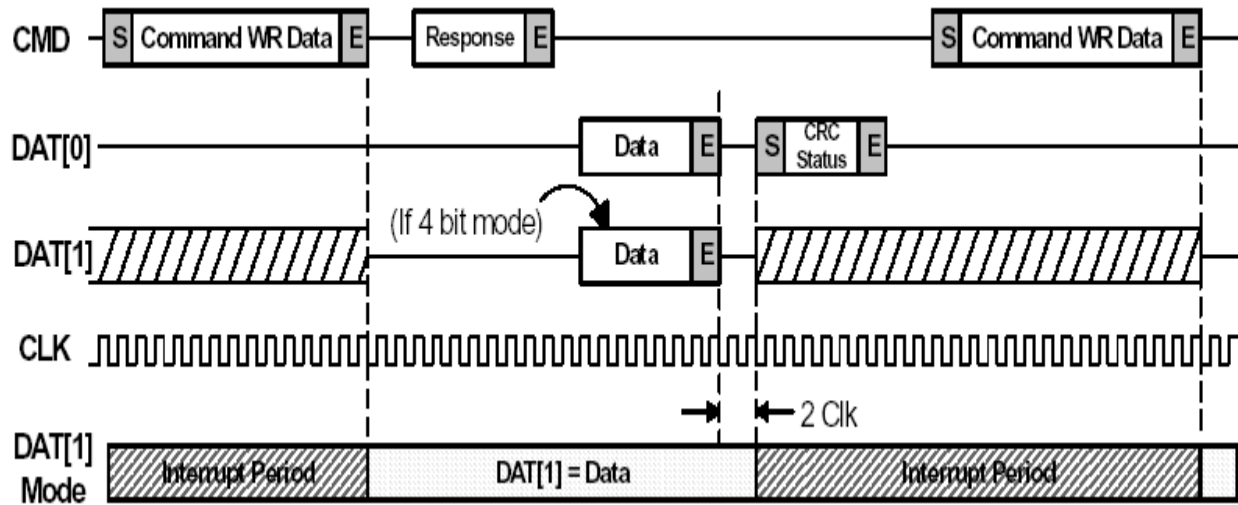 CMD S Command WR Data E Response E S Command WR Data E
DAT[0] Data E S CRC Status E
(If 4 bit mode)
DAT[1] Data E
CLK
2 Clk
DAT[1] Mode Interrupt Period DAT[1] = Data Interrupt Period